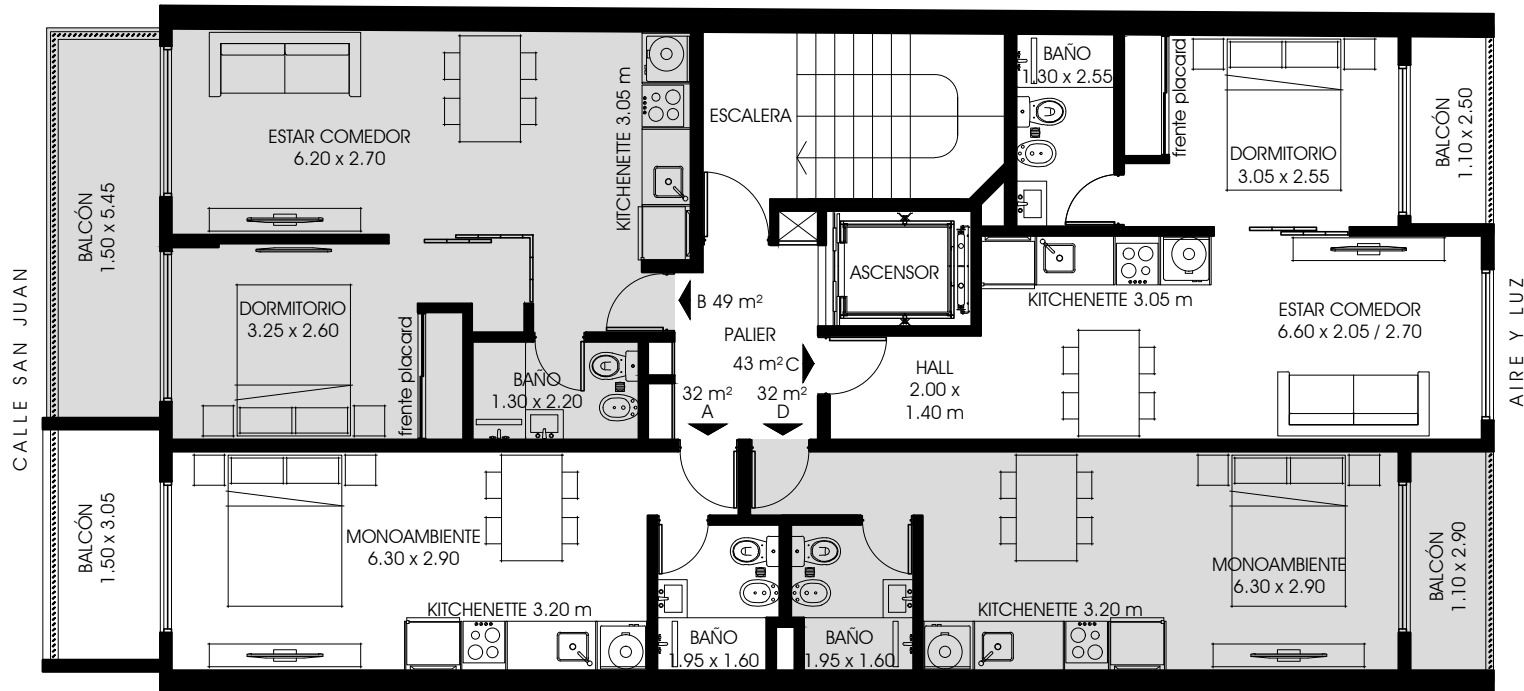 CALLE SAN JUAN
BALCÓN
1.50 x 5.45
ESTAR COMEDOR
6.20 x 2.70
KITCHENETTE 3.05 m
ESCALERA
BAÑO
1.30 x 2.55
frente placard
DORMITORIO
3.05 x 2.55
BALCÓN
1.10 x 2.50
DORMITORIO
3.25 x 2.60
frente placard
BAÑO
1.30 x 2.20
B 49 m²
PALIER
43 m² C
32 m²
A
32 m²
D
ASCENSOR
KITCHENETTE 3.05 m
HALL
2.00 x
1.40 m
ESTAR COMEDOR
6.60 x 2.05 / 2.70
AIRE Y LUZ
BALCÓN
1.50 x 3.05
MONOAMBIENTE
6.30 x 2.90
KITCHENETTE 3.20 m
BAÑO
1.95 x 1.60
BAÑO
1.95 x 1.60
KITCHENETTE 3.20 m
MONOAMBIENTE
6.30 x 2.90
BALCÓN
1.10 x 2.90